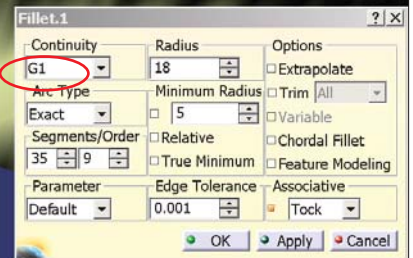 Fillet.1 ? X
Continuity Radius Options
G1 18 Extrapolate
Arc Type Minimum Radius Trim All
Exact 5 Variable
Segments/Order Relative Chordal Fillet
35 9 True Minimum Feature Modeling
Parameter Edge Tolerance Associative
Default 0.001 Tock
OK Apply Cancel